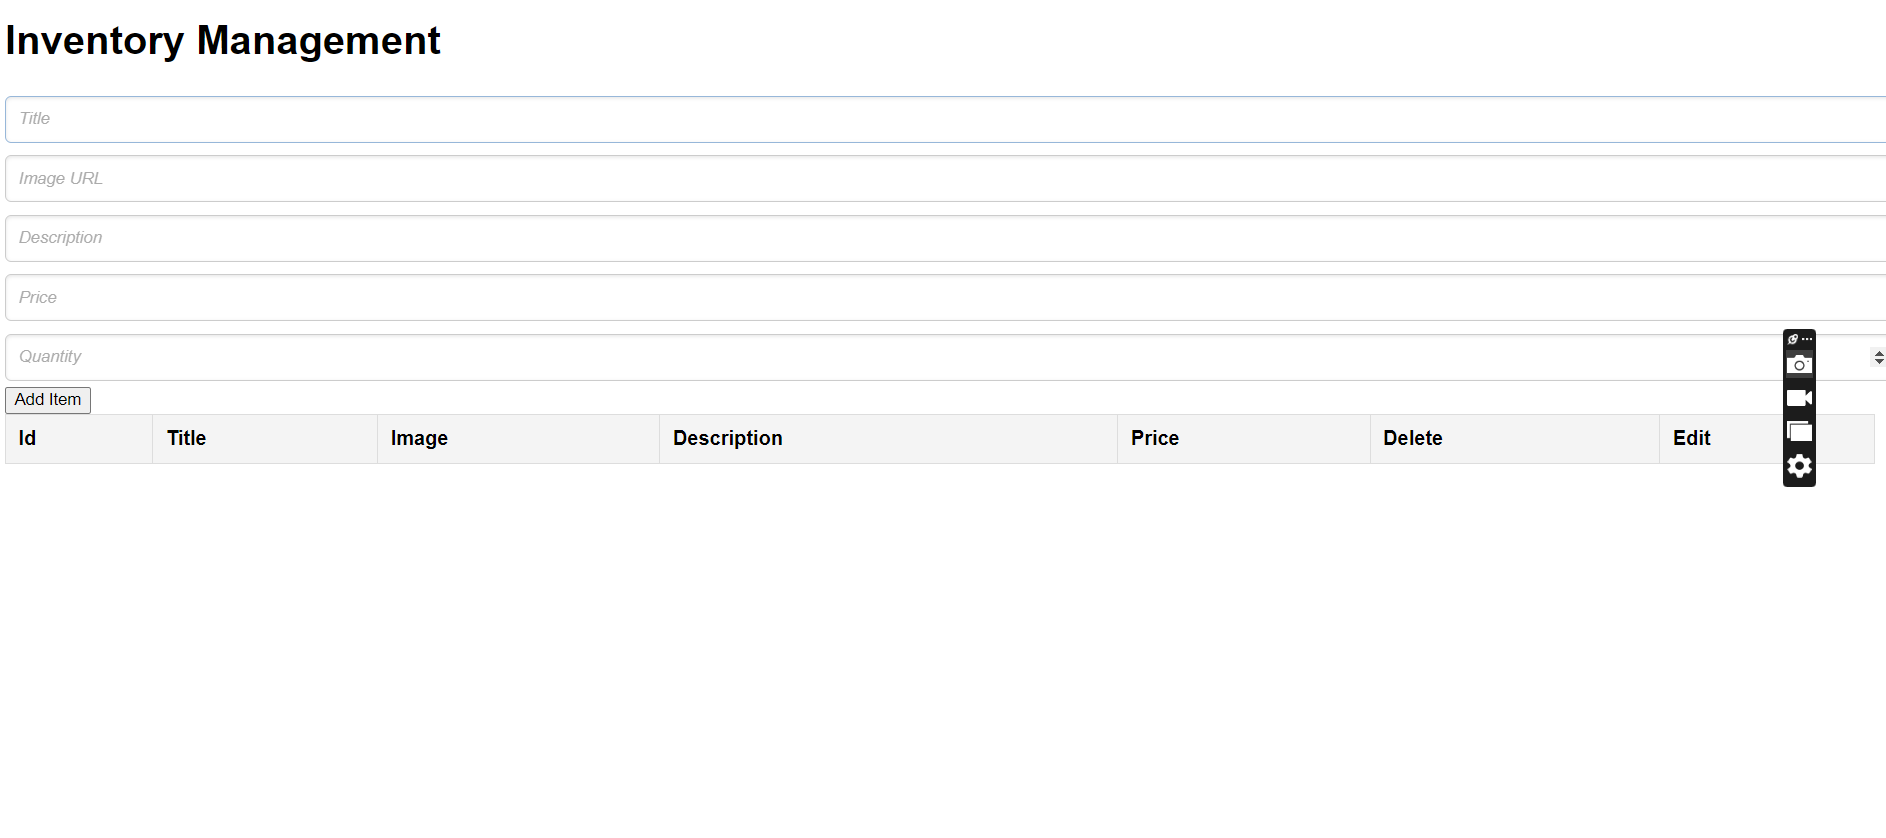 Inventory Management
Title
Image URL
Description
Price
Quantity
Add Item
Id Title Image Description Price Delete Edit